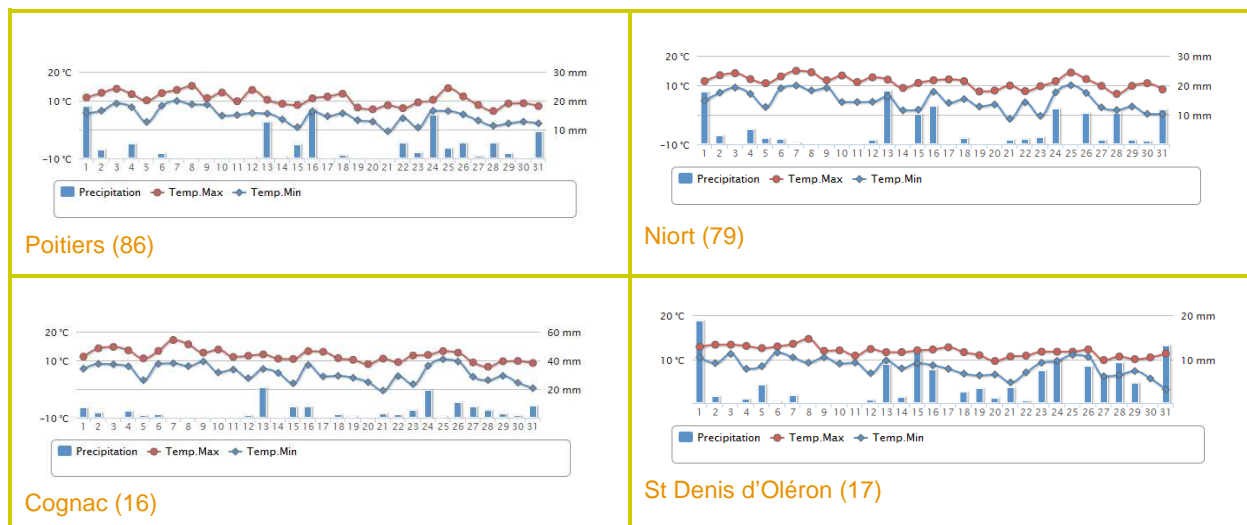 20 °C 30 mm
10 °C 20 mm
10 mm
−10 °C
1 2 3 4 5 6 7 8 9 10 11 12 13 14 15 16 17 18 19 20 21 22 23 24 25 26 27 28 29 30 31
Precipitation Temp.Max Temp.Min
Poitiers (86)
20 °C 30 mm
10 °C 20 mm
10 mm
−10 °C
1 2 3 4 5 6 7 8 9 10 11 12 13 14 15 16 17 18 19 20 21 22 23 24 25 26 27 28 29 30 31
Precipitation Temp.Max Temp.Min
Niort (79)
20 °C 60 mm
10 °C 40 mm
20 mm
−10 °C
1 2 3 4 5 6 7 8 9 10 11 12 13 14 15 16 17 18 19 20 21 22 23 24 25 26 27 28 29 30 31
Precipitation Temp.Max Temp.Min
Cognac (16)
20 °C 20 mm
10 °C 10 mm
1 2 3 4 5 6 7 8 9 10 11 12 13 14 15 16 17 18 19 20 21 22 23 24 25 26 27 28 29 30 31
Precipitation Temp.Max Temp.Min
St Denis d’Oléron (17)